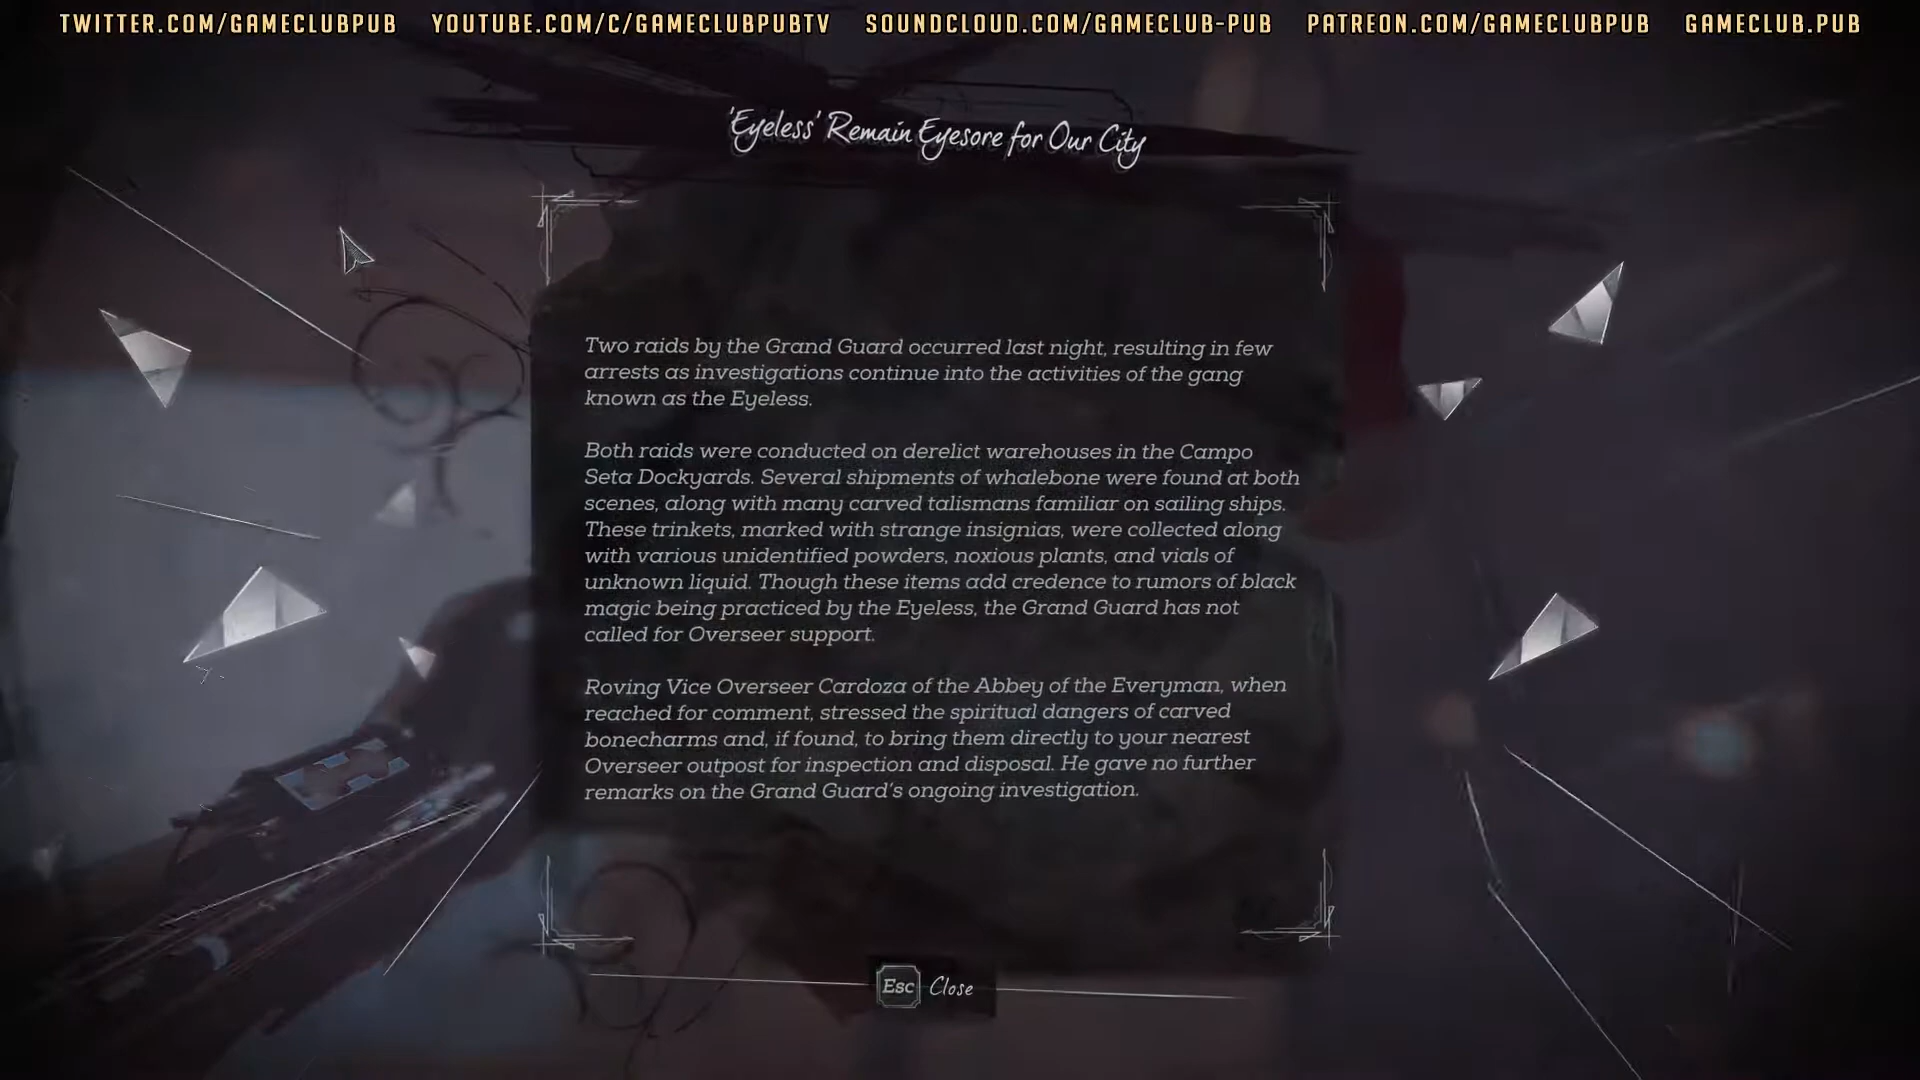 TWITTER.COM/GAMECLUBPUB YOUTUBE.COM/C/GAMECLUBPUBTV SOUNDCLOUD.COM/GAMECLUB-PUB PATREON.COM/GAMECLUBPUB GAMECLUB.PUB
'Eyeless' Remain Eyesore for Our City
Two raids by the Grand Guard occurred last night, resulting in few
arrests as investigations continue into the activities of the gang
known as the Eyeless.
Both raids were conducted on derelict warehouses in the Campo
Seta Dockyards. Several shipments of whalebone were found at both
scenes, along with many carved talismans familiar on sailing ships.
These trinkets, marked with strange insignias, were collected along
with various unidentified powders, noxious plants, and vials of
unknown liquid. Though these items add credence to rumors of black
magic being practiced by the Eyeless, the Grand Guard has not
called for Overseer support.
Roving Vice Overseer Cardoza of the Abbey of the Everyman, when
reached for comment, stressed the spiritual dangers of carved
bonecharms and, if found, to bring them directly to your nearest
Overseer outpost for inspection and disposal. He gave no further
remarks on the Grand Guard's ongoing investigation.
Esc Close